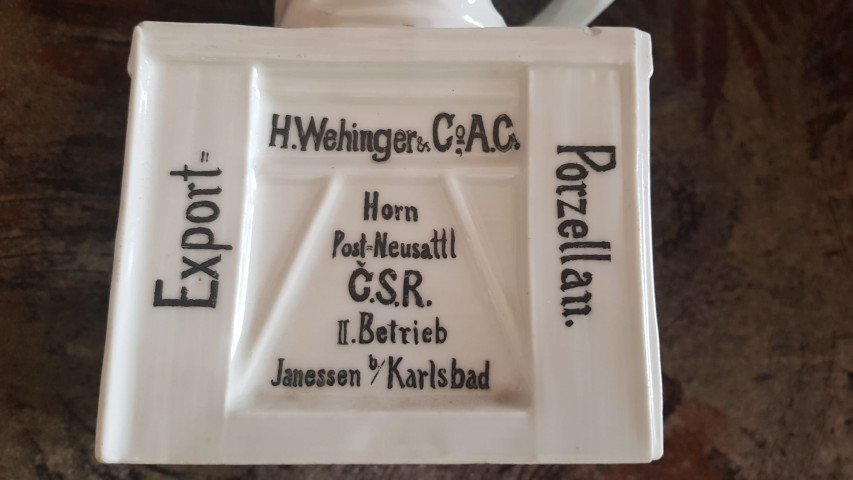 H. Wehinger & Co. A.G.
Export=
Horn
Post=Neusattl
Č.S.R.
II. Betrieb
Janessen b/Karlsbad
Porzellan.